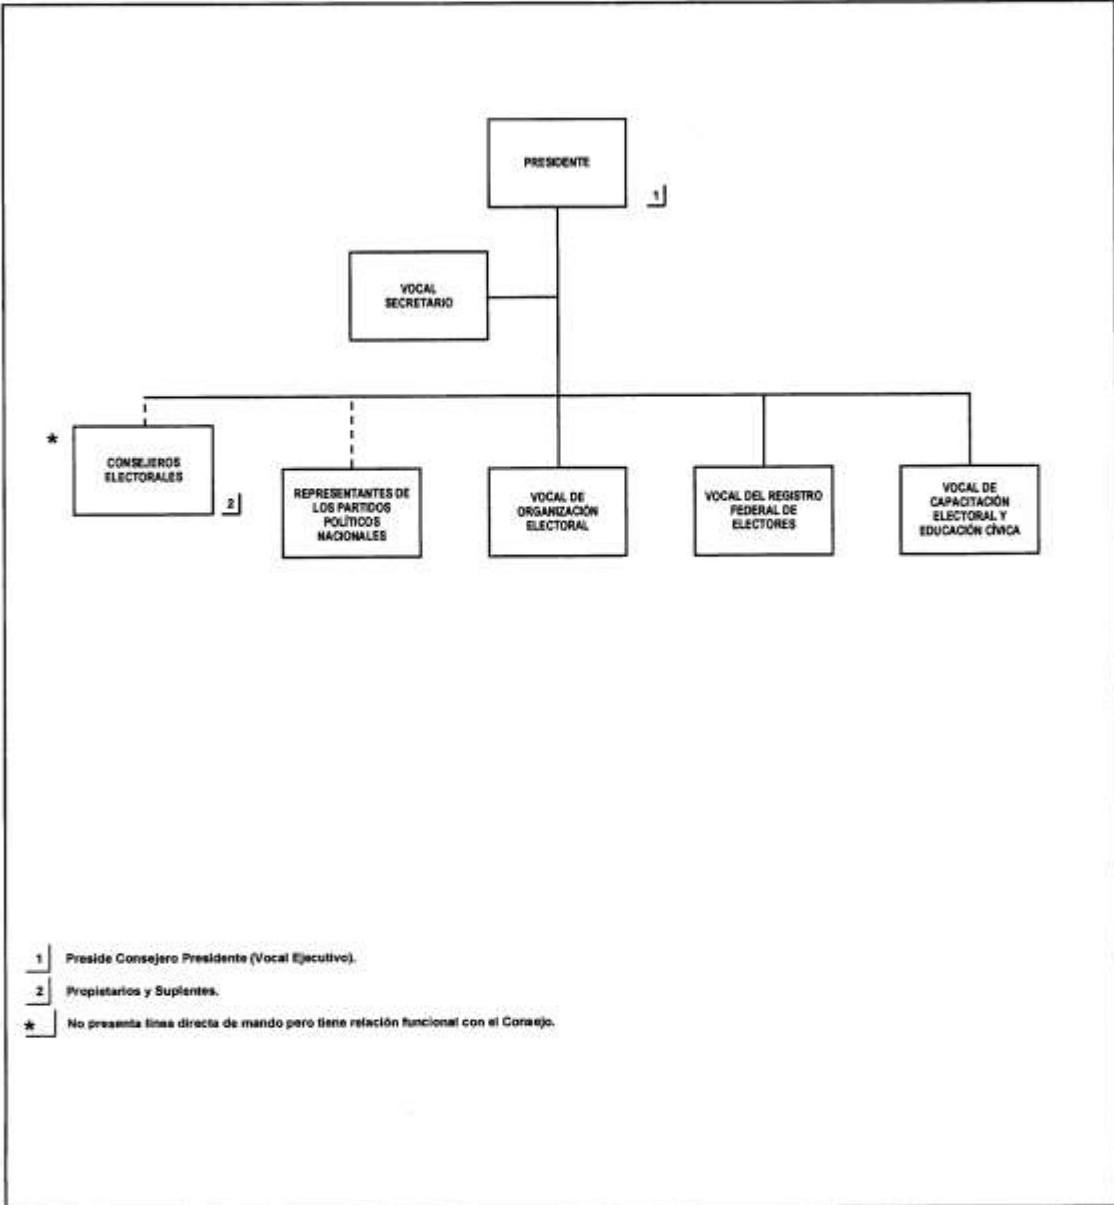 PRESIDENTE
1
VOCAL
SECRETARIO
*
CONSEJEROS
ELECTORALES
2
REPRESENTANTES DE
LOS PARTIDOS
POLÍTICOS
NACIONALES
VOCAL DE
ORGANIZACIÓN
ELECTORAL
VOCAL DEL REGISTRO
FEDERAL DE
ELECTORES
VOCAL DE
CAPACITACIÓN
ELECTORAL Y
EDUCACIÓN CÍVICA
1 Preside Consejero Presidente (Vocal Ejecutivo).
2 Propietarios y Suplentes.
* No presenta línea directa de mando pero tiene relación funcional con el Consejo.